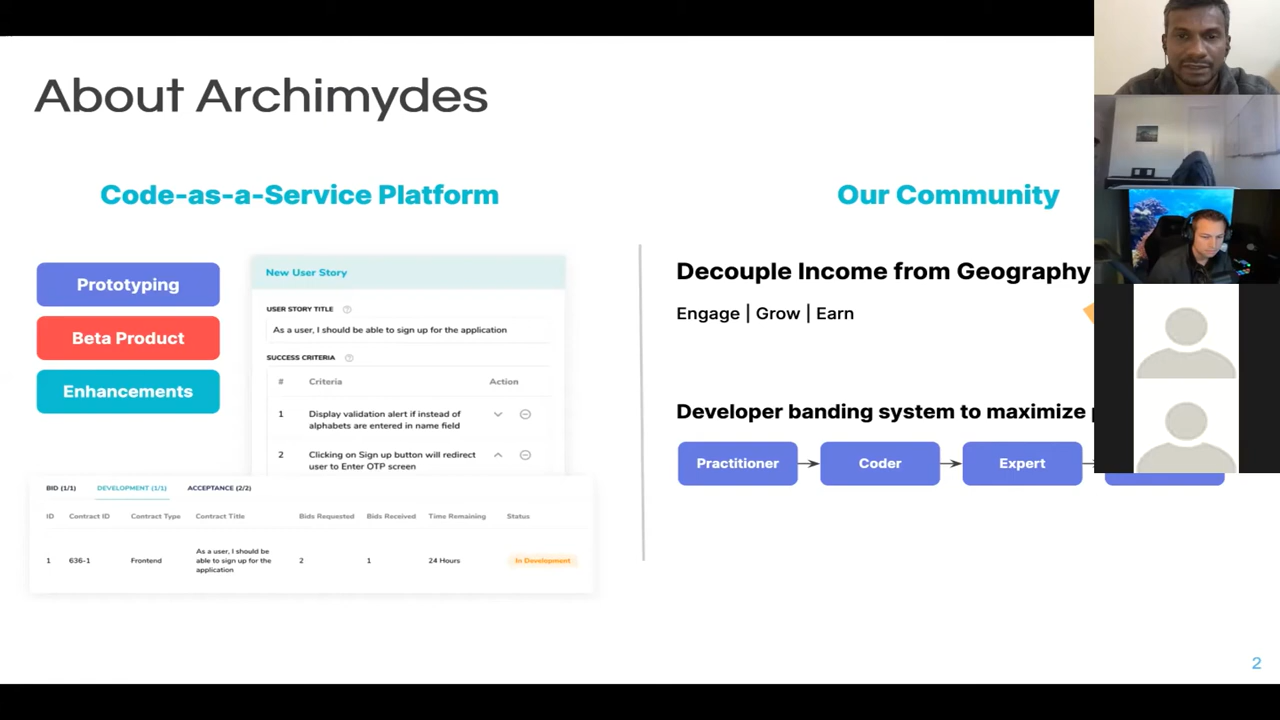 About Archimydes
Code-as-a-Service Platform
Prototyping
Beta Product
Enhancements
New User Story
USER STORY TITLE
As a user, I should be able to sign up for the application
SUCCESS CRITERIA
# Criteria Action
1 Display validation alert if instead of
alphabets are entered in name field
2 Clicking on Sign up button will redirect
user to Enter OTP screen
BID (1/1) DEVELOPMENT (1/1) ACCEPTANCE (2/2)
ID Contract ID Contract Type Contract Title Bids Requested Bids Received Time Remaining Status
1 636-1 Frontend As a user, I should be
able to sign up for the
application 2 1 24 Hours In Development
Our Community
Decouple Income from Geography
Engage | Grow | Earn
Developer banding system to maximize
Practitioner Coder Expert
2